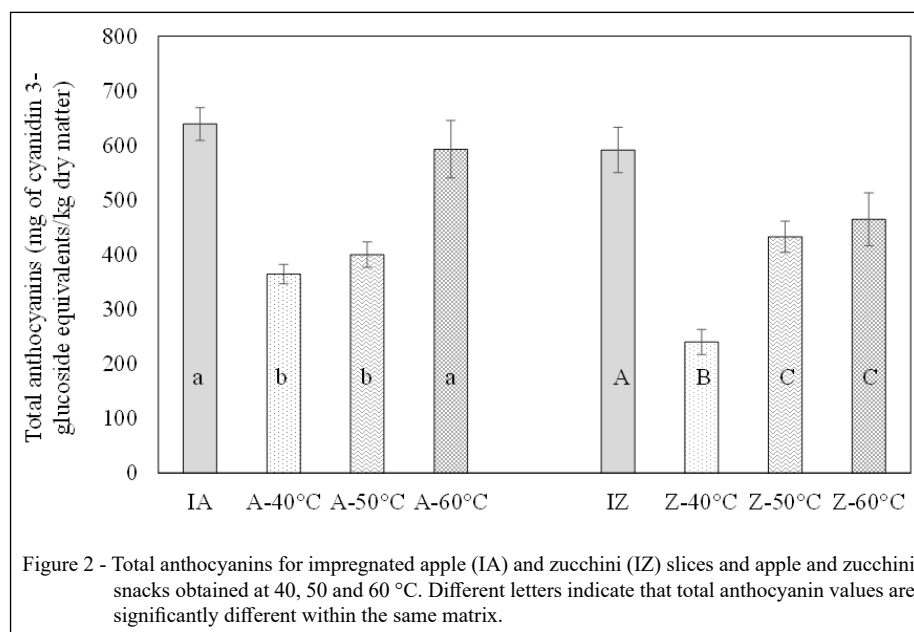 Total anthocyanins (mg of cyanidin 3-
glucoside equivalents/kg dry matter)
800
700
600
500
400
300
200
100
0
a
b
b
a
A
B
C
C
IA
A-40°C
A-50°C
A-60°C
IZ
Z-40°C
Z-50°C
Z-60°C
Figure 2 - Total anthocyanins for impregnated apple (IA) and zucchini (IZ) slices and apple and zucchini
snacks obtained at 40, 50 and 60 °C. Different letters indicate that total anthocyanin values are
significantly different within the same matrix.